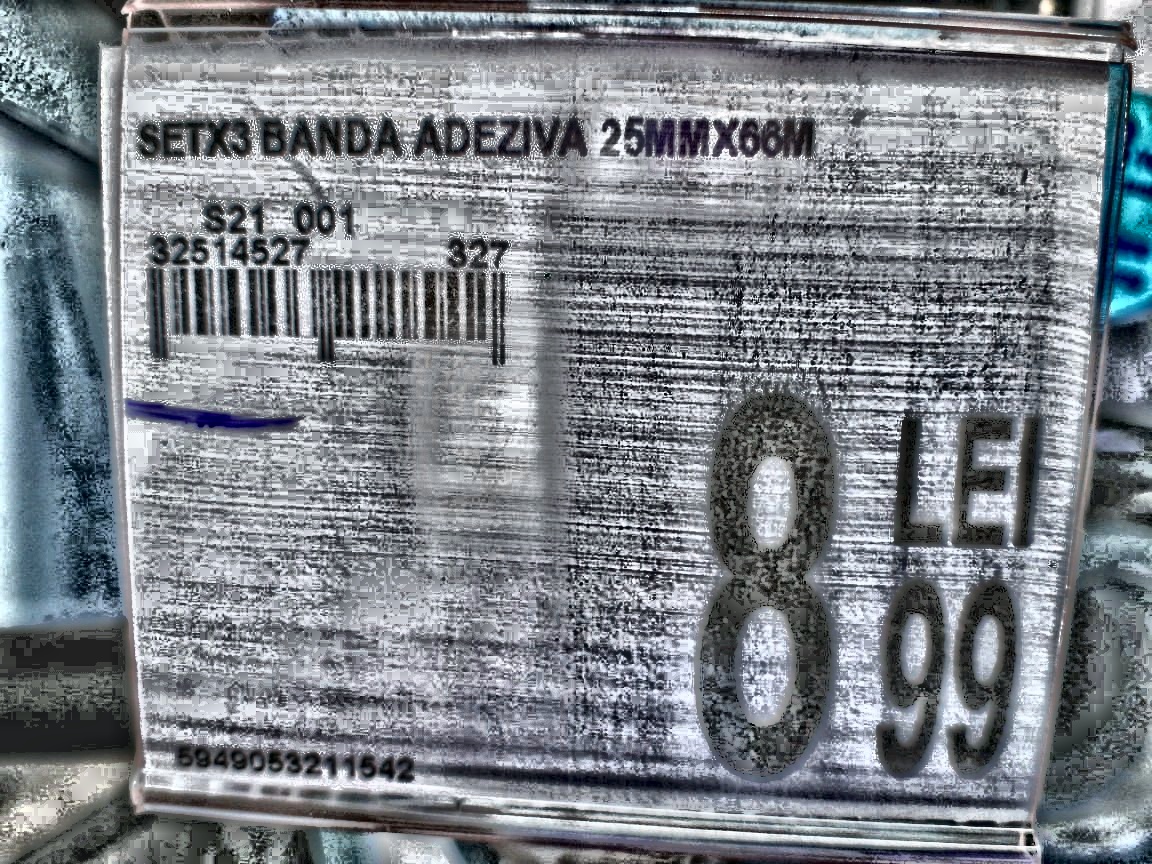 SETX3 BANDA ADEZIVA 25MMX66M
S21 001
32514527 327
8 LEI
99
5949053211542